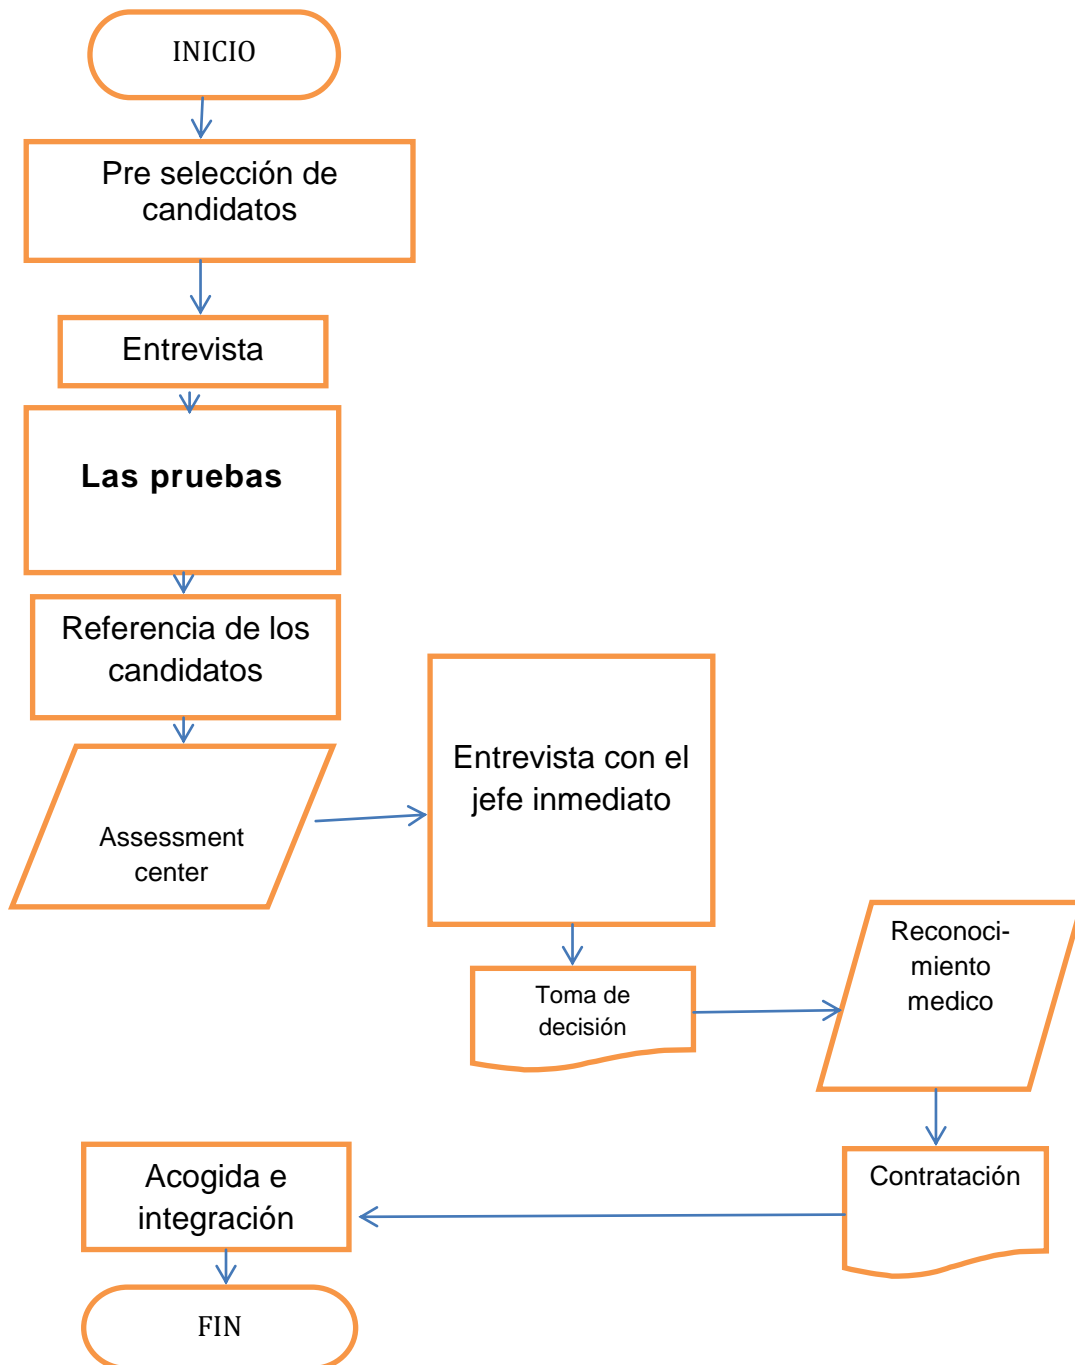 INICIO
Pre selección de
candidatos
Entrevista
Las pruebas
Referencia de los
candidatos
Assessment
center
Entrevista con el
jefe inmediato
Toma de
decisión
Reconoci-
miento
medico
Contratación
Acogida e
integración
FIN